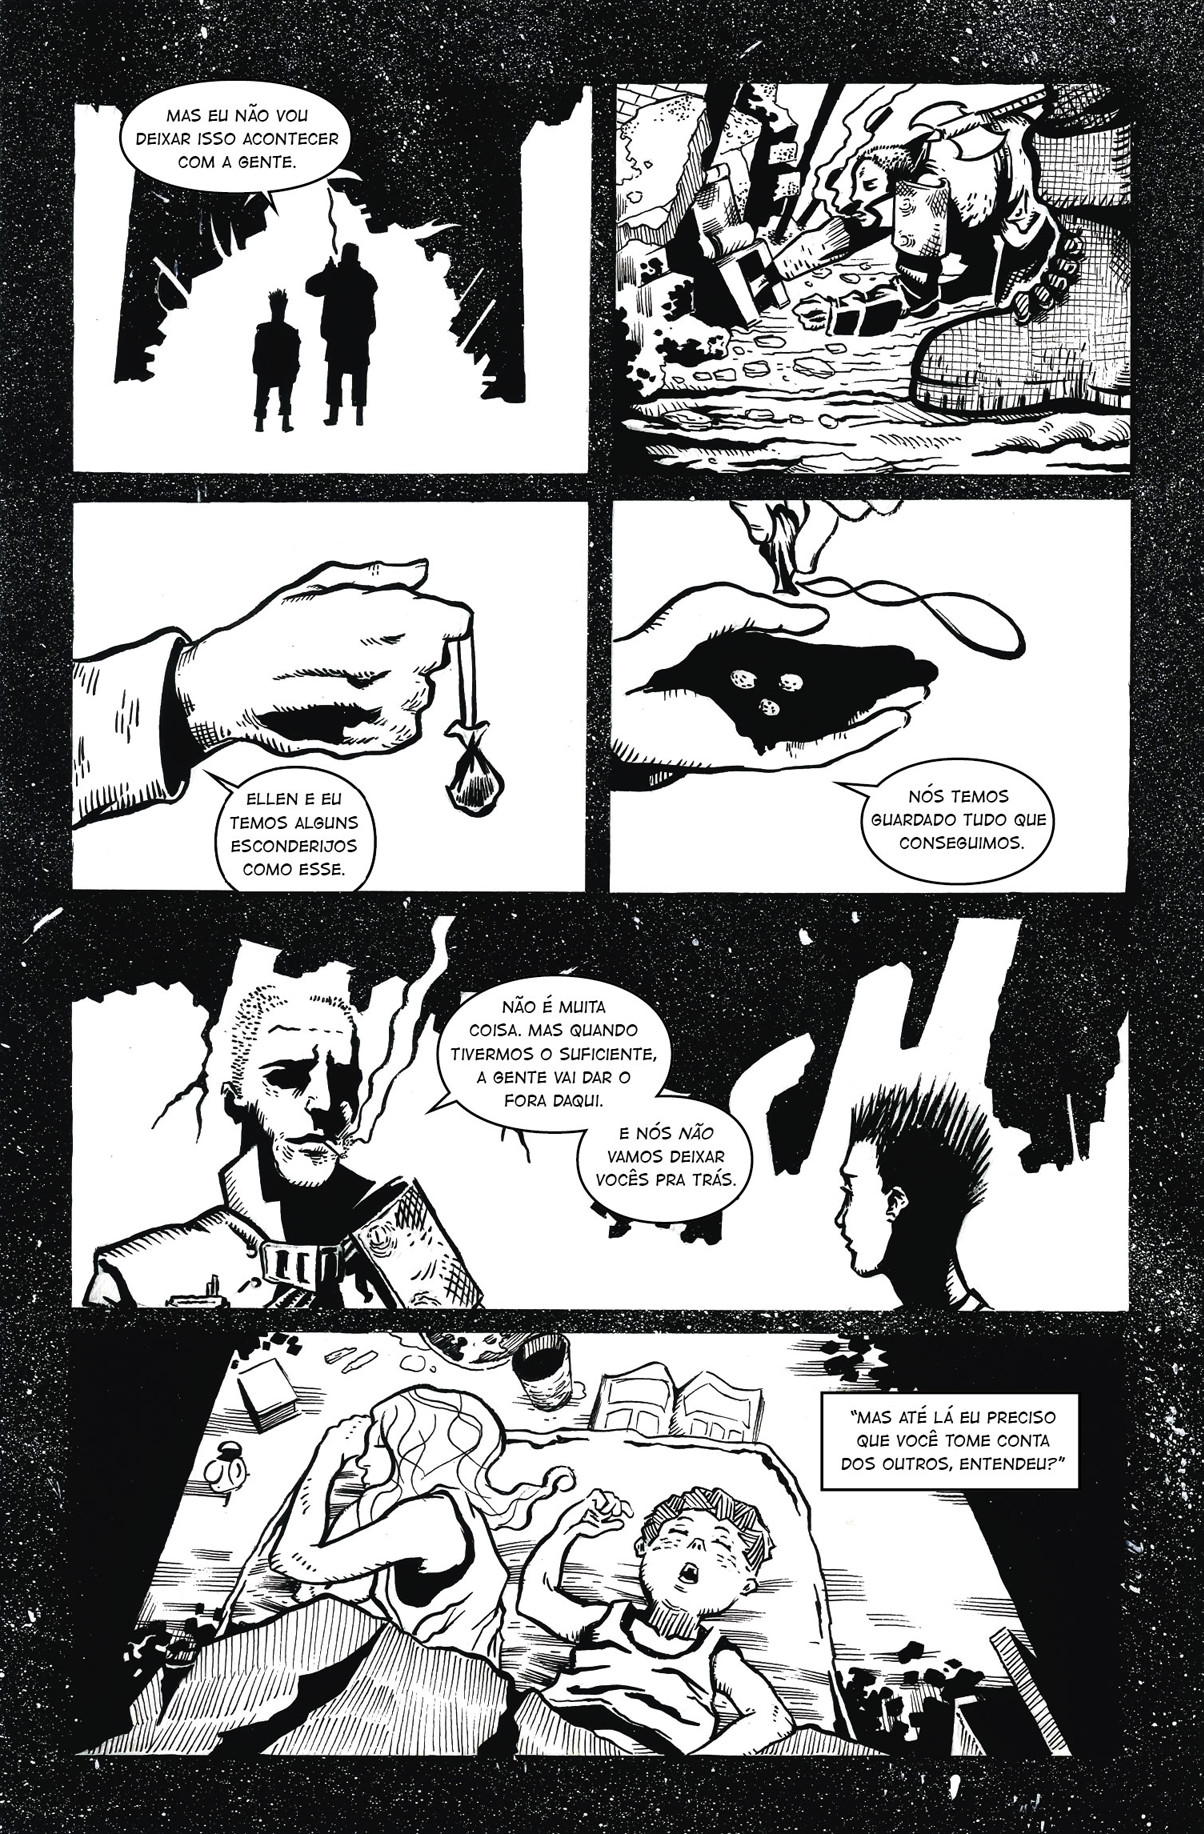 MAS EU NÃO VOU
DEIXAR ISSO ACONTECER
COM A GENTE.
ELLEN E EU
TEMOS ALGUNS
ESCONDERIJOS
COMO ESSE.
NÓS TEMOS
GUARDADO TUDO QUE
CONSEGUIMOS.
NÃO É MUITA
COISA. MAS QUANDO
TIVERMOS O SUFICIENTE,
A GENTE VAI DAR O
FORA DAQUI.
E NÓS NÃO
VAMOS DEIXAR
VOCÊS PRA TRÁS.
"MAS ATÉ LÁ EU PRECISO
QUE VOCÊ TOME CONTA
DOS OUTROS, ENTENDEU?"